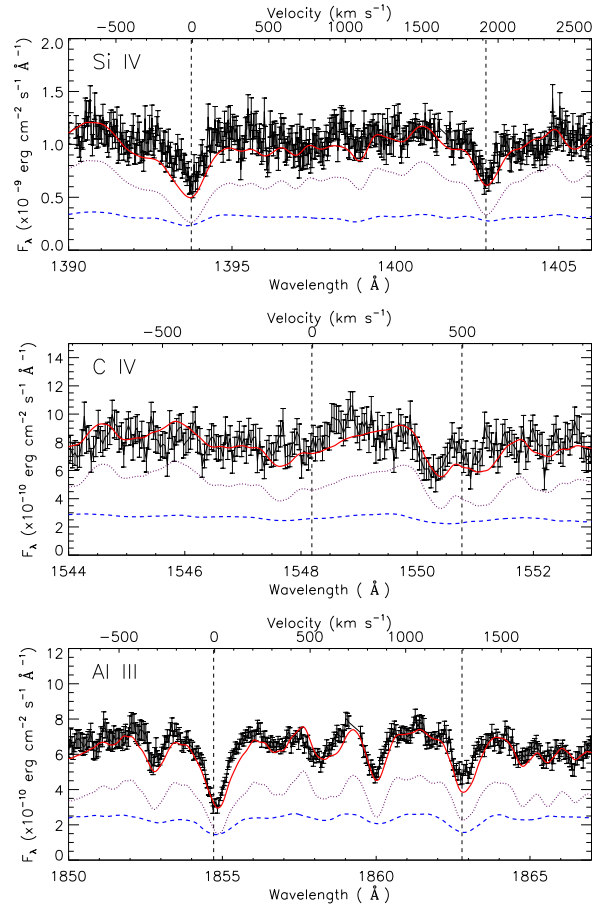 Velocity (km s⁻¹)
−500 0 500 1000 1500 2000 2500
Si IV
F_λ (x10⁻⁹ erg cm⁻² s⁻¹ Å⁻¹)
2.0
1.5
1.0
0.5
0.0
1390 1395 1400 1405
Wavelength ( Å)
Velocity (km s⁻¹)
−500 0 500
C IV
F_λ (x10⁻¹⁰ erg cm⁻² s⁻¹ Å⁻¹)
14
12
10
8
6
4
2
0
1544 1546 1548 1550 1552
Wavelength ( Å)
Velocity (km s⁻¹)
−500 0 500 1000 1500
Al III
F_λ (x10⁻¹⁰ erg cm⁻² s⁻¹ Å⁻¹)
12
10
8
6
4
2
0
1850 1855 1860 1865
Wavelength ( Å)